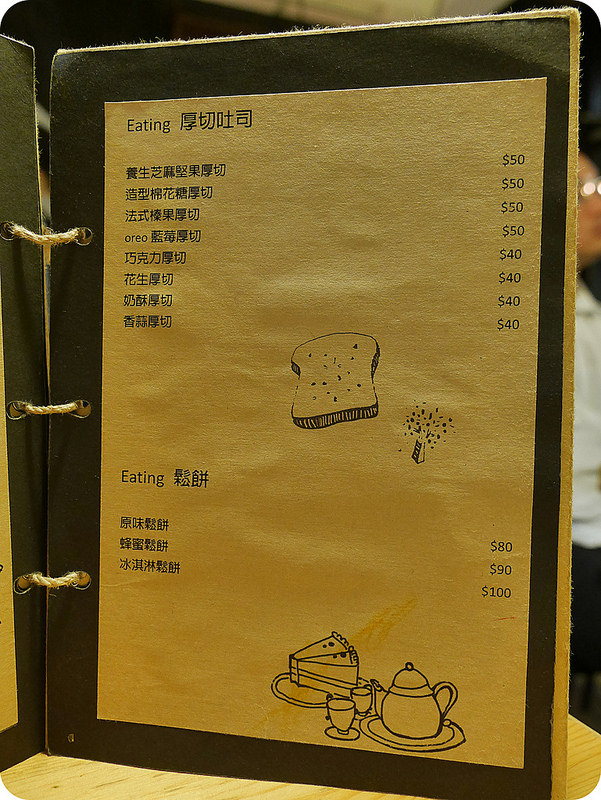 Eating 厚切吐司
養生芝麻堅果厚切 $50
造型棉花糖厚切 $50
法式榛果厚切 $50
oreo 藍莓厚切 $50
巧克力厚切 $40
花生厚切 $40
奶酥厚切 $40
香蒜厚切 $40
Eating 鬆餅
原味鬆餅 $80
蜂蜜鬆餅 $90
冰淇淋鬆餅 $100